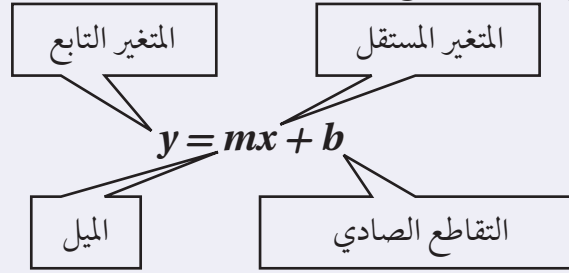 المتغير المستقل
المتغير التابع
y = mx + b
التقاطع الصادي
الميل